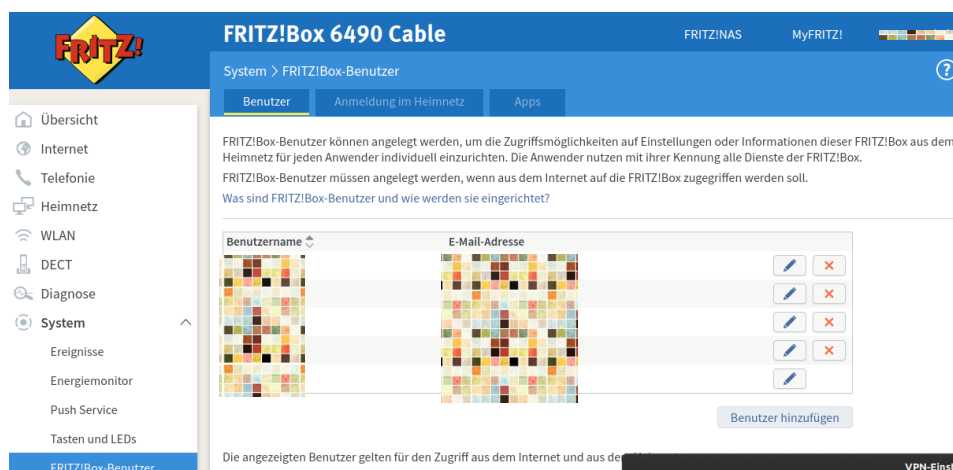 FRITZ!
FRITZ!Box 6490 Cable
FRITZ!NAS
MyFRITZ!
System > FRITZ!Box-Benutzer
?
Benutzer
Anmeldung im Heimnetz
Apps
Übersicht
Internet
Telefonie
Heimnetz
WLAN
DECT
Diagnose
System
Ereignisse
Energiemonitor
Push Service
Tasten und LEDs
FRITZ!Box-Benutzer
FRITZ!Box-Benutzer können angelegt werden, um die Zugriffsmöglichkeiten auf Einstellungen oder Informationen dieser FRITZ!Box aus dem
Heimnetz für jeden Anwender individuell einzurichten. Die Anwender nutzen mit ihrer Kennung alle Dienste der FRITZ!Box.
FRITZ!Box-Benutzer müssen angelegt werden, wenn aus dem Internet auf die FRITZ!Box zugegriffen werden soll.
Was sind FRITZ!Box-Benutzer und wie werden sie eingerichtet?
Benutzername
E-Mail-Adresse
Benutzer hinzufügen
Die angezeigten Benutzer gelten für den Zugriff aus dem Internet und aus